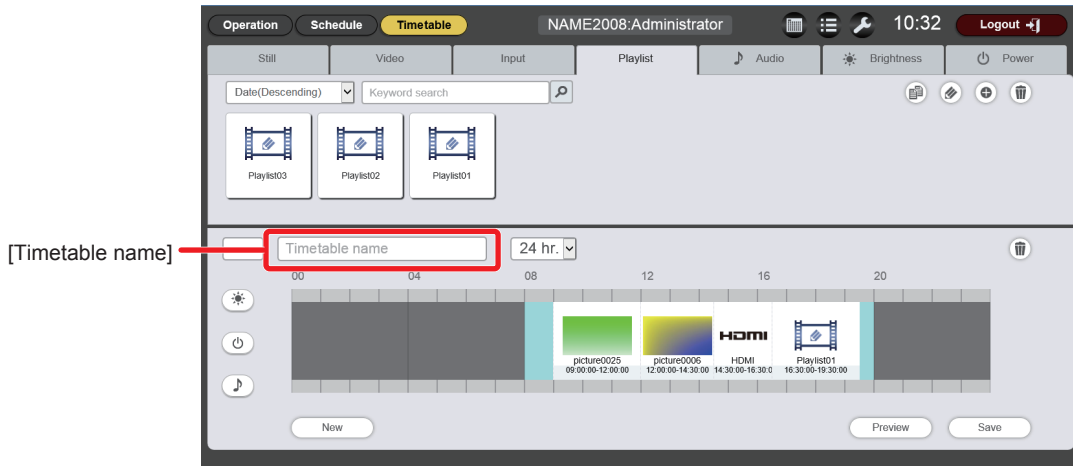 Operation Schedule Timetable NAME2008:Administrator 10:32 Logout
Still Video Input Playlist Audio Brightness Power
Date(Descending) Keyword search
Playlist03 Playlist02 Playlist01
[Timetable name] Timetable name 24 hr.
00 04 08 12 16 20
HDMI
picture0025 picture0006 HDMI Playlist01
09:00:00-12:00:00 12:00:00-14:30:00 14:30:00-16:30:0 16:30:00-19:30:00
New Preview Save